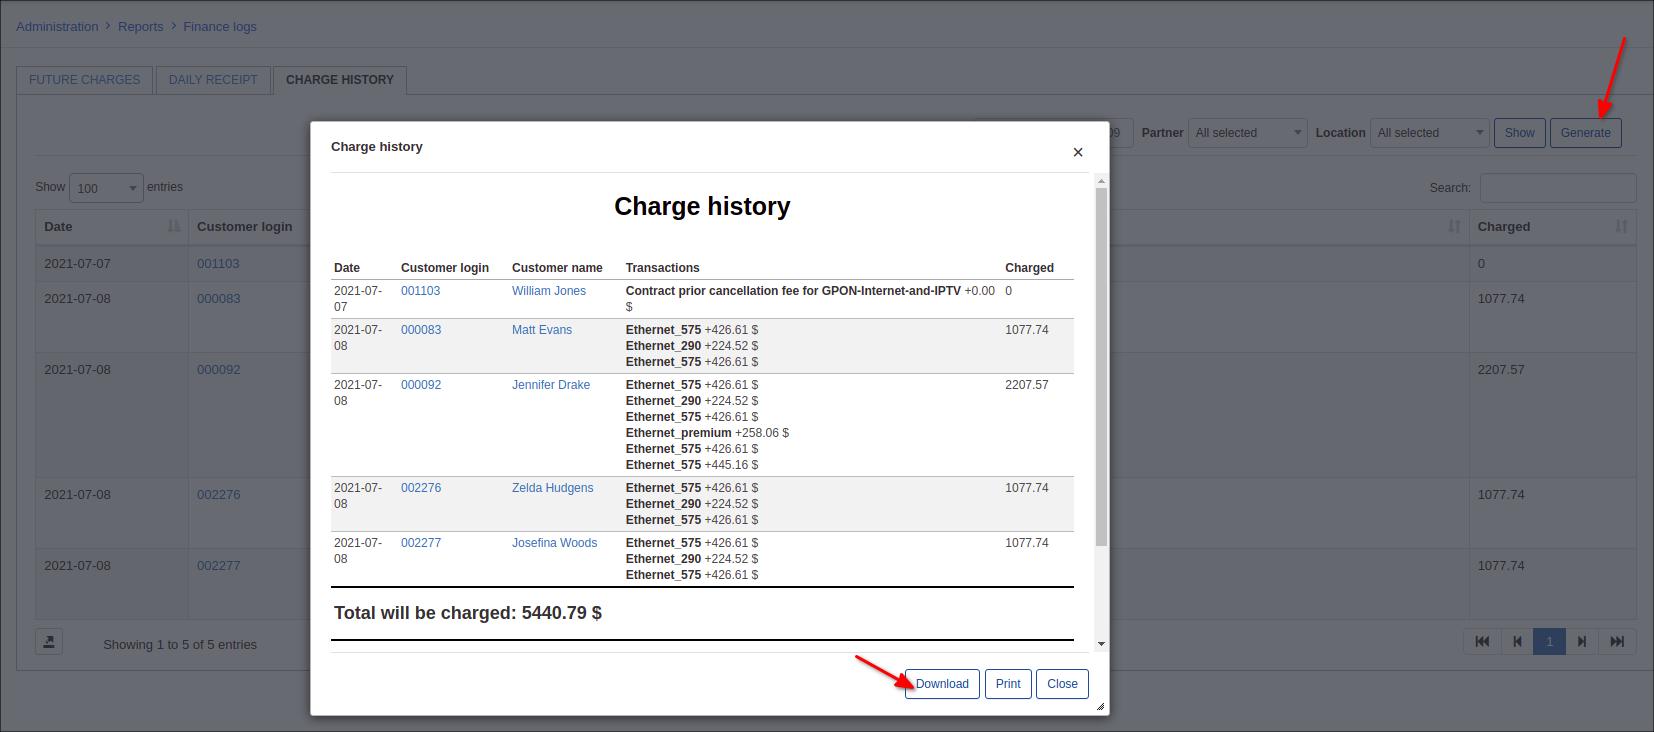 Administration > Reports > Finance logs
FUTURE CHARGES DAILY RECEIPT CHARGE HISTORY
09 Partner All selected Location All selected Show Generate
Show 100 entries
Search:
Date Customer login Charged
2021-07-07 001103 0
2021-07-08 000083 1077.74
2021-07-08 000092 2207.57
2021-07-08 002276 1077.74
2021-07-08 002277 1077.74
Showing 1 to 5 of 5 entries
1
Charge history ×
Charge history
Date Customer login Customer name Transactions Charged
2021-07- 001103 William Jones Contract prior cancellation fee for GPON-Internet-and-IPTV +0.00 0
07 $
2021-07- 000083 Matt Evans Ethernet_575 +426.61 $ 1077.74
08 Ethernet_290 +224.52 $
Ethernet_575 +426.61 $
2021-07- 000092 Jennifer Drake Ethernet_575 +426.61 $ 2207.57
08 Ethernet_290 +224.52 $
Ethernet_575 +426.61 $
Ethernet_premium +258.06 $
Ethernet_575 +426.61 $
Ethernet_575 +445.16 $
2021-07- 002276 Zelda Hudgens Ethernet_575 +426.61 $ 1077.74
08 Ethernet_290 +224.52 $
Ethernet_575 +426.61 $
2021-07- 002277 Josefina Woods Ethernet_575 +426.61 $ 1077.74
08 Ethernet_290 +224.52 $
Ethernet_575 +426.61 $
Total will be charged: 5440.79 $
Download Print Close